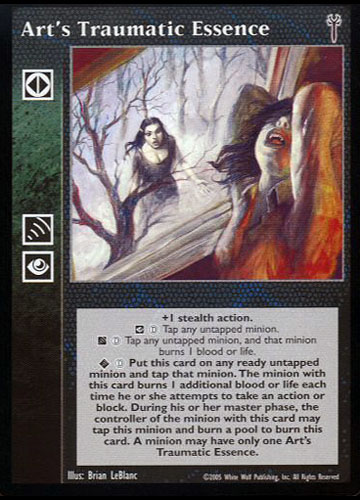 Art's Traumatic Essence
+1 stealth action.
D Tap any untapped minion.
D Tap any untapped minion, and that minion
burns 1 blood or life.
D Put this card on any ready untapped
minion and tap that minion. The minion with
this card burns 1 additional blood or life each
time he or she attempts to take an action or
block. During his or her master phase, the
controller of the minion with this card may
tap this minion and burn a pool to burn this
card. A minion may have only one Art's
Traumatic Essence.
Illus: Brian LeBlanc
©2005 White Wolf Publishing, Inc. All Rights Reserved